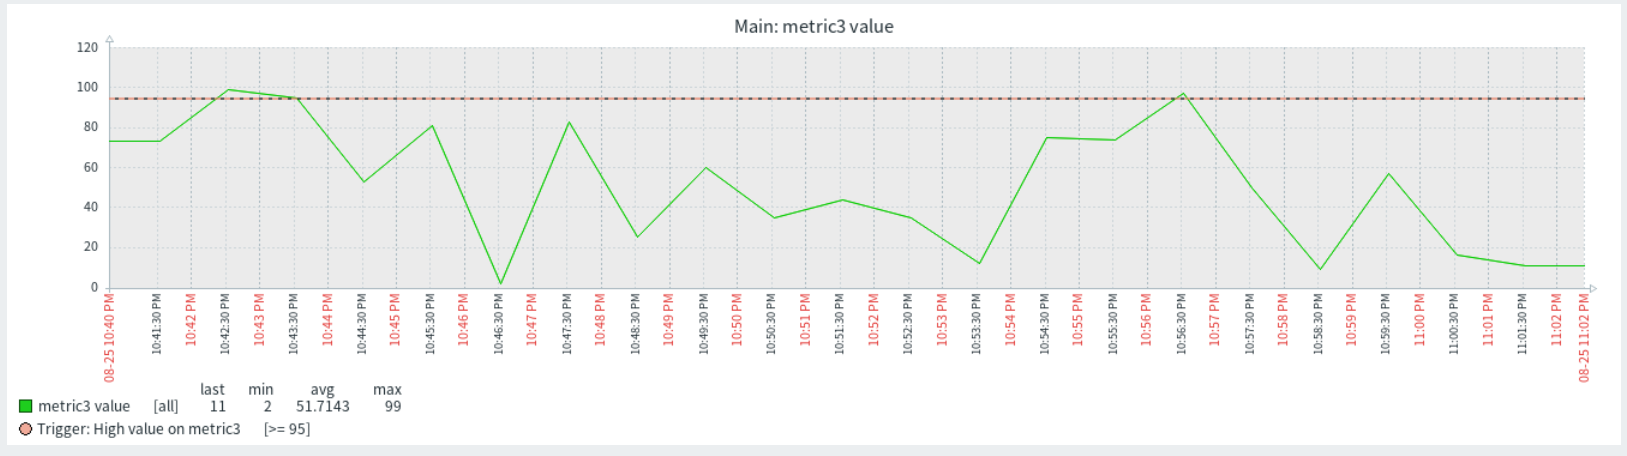 Main: metric3 value
120
100
80
60
40
20
0
08-25 10:40 PM
10:41:30 PM
10:42 PM
10:42:30 PM
10:43 PM
10:43:30 PM
10:44 PM
10:44:30 PM
10:45 PM
10:45:30 PM
10:46 PM
10:46:30 PM
10:47 PM
10:47:30 PM
10:48 PM
10:48:30 PM
10:49 PM
10:49:30 PM
10:50 PM
10:50:30 PM
10:51 PM
10:51:30 PM
10:52 PM
10:52:30 PM
10:53 PM
10:53:30 PM
10:54 PM
10:54:30 PM
10:55 PM
10:55:30 PM
10:56 PM
10:56:30 PM
10:57 PM
10:57:30 PM
10:58 PM
10:58:30 PM
10:59 PM
10:59:30 PM
11:00 PM
11:00:30 PM
11:01 PM
11:01:30 PM
11:02 PM
08-25 11:02 PM
last min avg max
metric3 value [all] 11 2 51.7143 99
Trigger: High value on metric3 [>= 95]